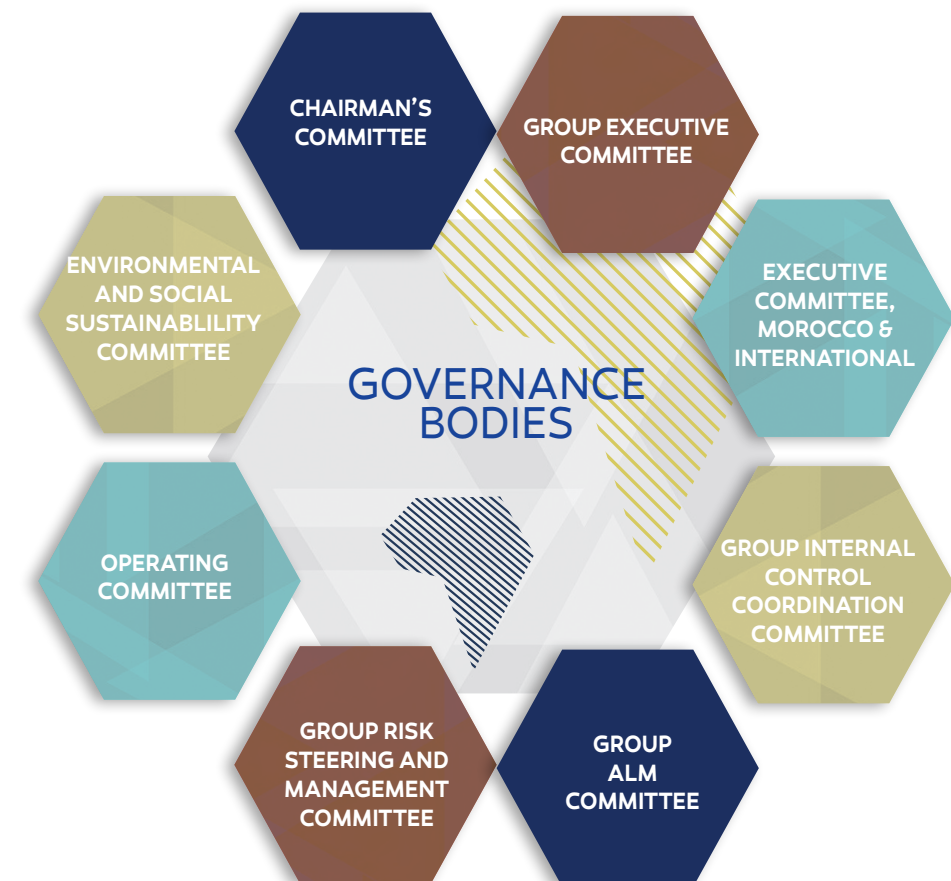 CHAIRMAN'S
COMMITTEE
GROUP EXECUTIVE
COMMITTEE
ENVIRONMENTAL
AND SOCIAL
SUSTAINABLILITY
COMMITTEE
EXECUTIVE
COMMITTEE,
MOROCCO &
INTERNATIONAL
GOVERNANCE
BODIES
OPERATING
COMMITTEE
GROUP INTERNAL
CONTROL
COORDINATION
COMMITTEE
GROUP RISK
STEERING AND
MANAGEMENT
COMMITTEE
GROUP
ALM
COMMITTEE